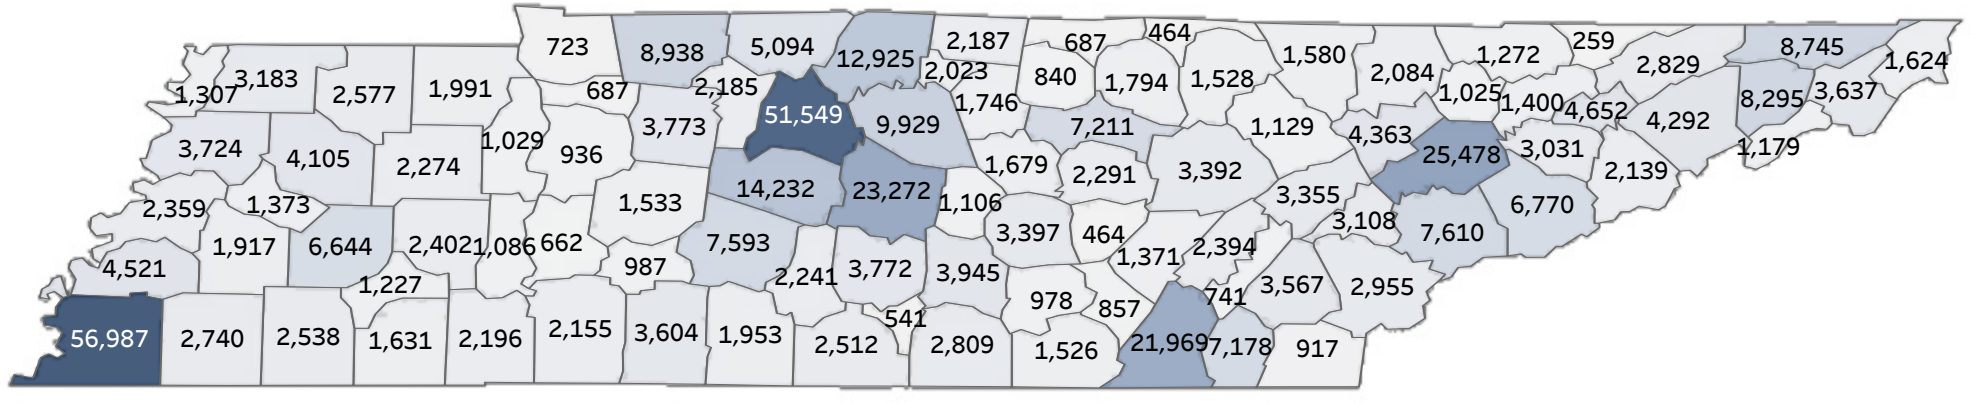 723 8,938 5,094 12,925 2,187 687 464 1,580 1,272 259 2,829 8,745 1,624
1,307 3,183 2,577 1,991 687 2,185 2,023 840 1,794 1,528 2,084 1,025 1,400 4,652 8,295 3,637
3,773 51,549 9,929 1,746 7,211 1,129 4,363 4,292
3,724 4,105 2,274 1,029 936 1,679 2,291 3,392 25,478 3,031 2,139 1,179
2,359 1,373 1,533 14,232 23,272 1,106 3,355 3,108 6,770
1,917 6,644 2,402 1,086 662 7,593 3,397 464 1,371 2,394 7,610
4,521 1,227 987 2,241 3,772 3,945 978 857 741 3,567 2,955
56,987 2,740 2,538 1,631 2,196 2,155 3,604 1,953 2,512 541 2,809 1,526 21,969 7,178 917